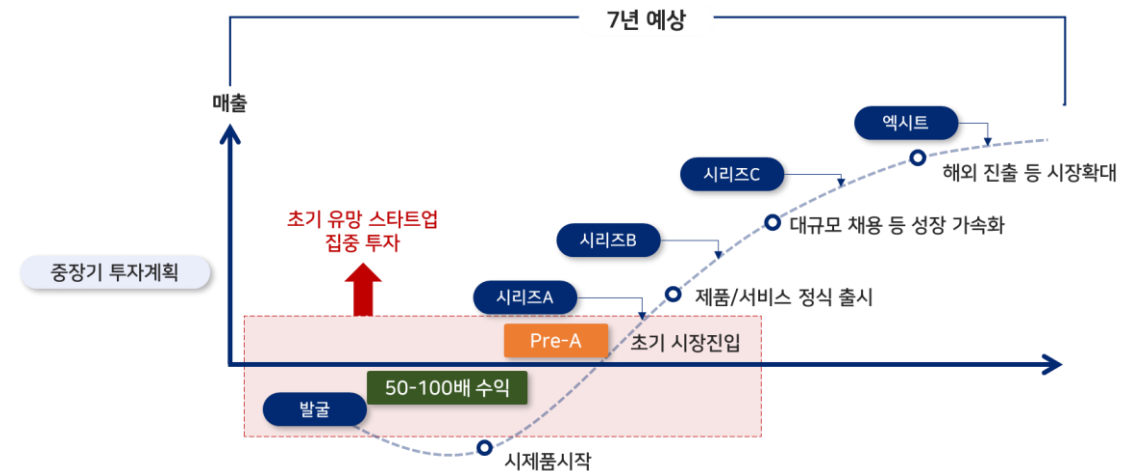 7년 예상
매출
엑시트
해외 진출 등 시장확대
시리즈C
초기 유망 스타트업
집중 투자
대규모 채용 등 성장 가속화
시리즈B
중장기 투자계획
시리즈A
제품/서비스 정식 출시
Pre-A
초기 시장진입
50-100배 수익
발굴
시제품시작